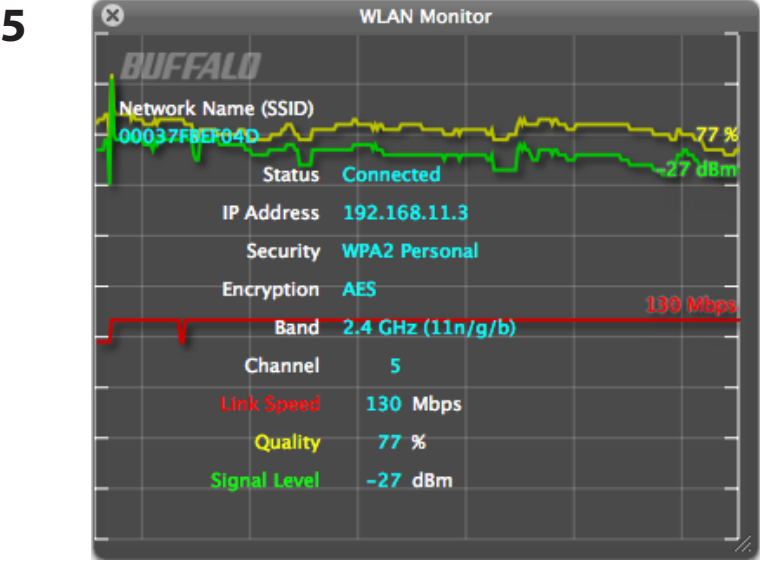 5
WLAN Monitor
BUFFALO
Network Name (SSID)
00037FBEF04D
77 %
-27 dBm
Status Connected
IP Address 192.168.11.3
Security WPA2 Personal
Encryption AES
130 Mbps
Band 2.4 GHz (11n/g/b)
Channel 5
Link Speed 130 Mbps
Quality 77 %
Signal Level -27 dBm